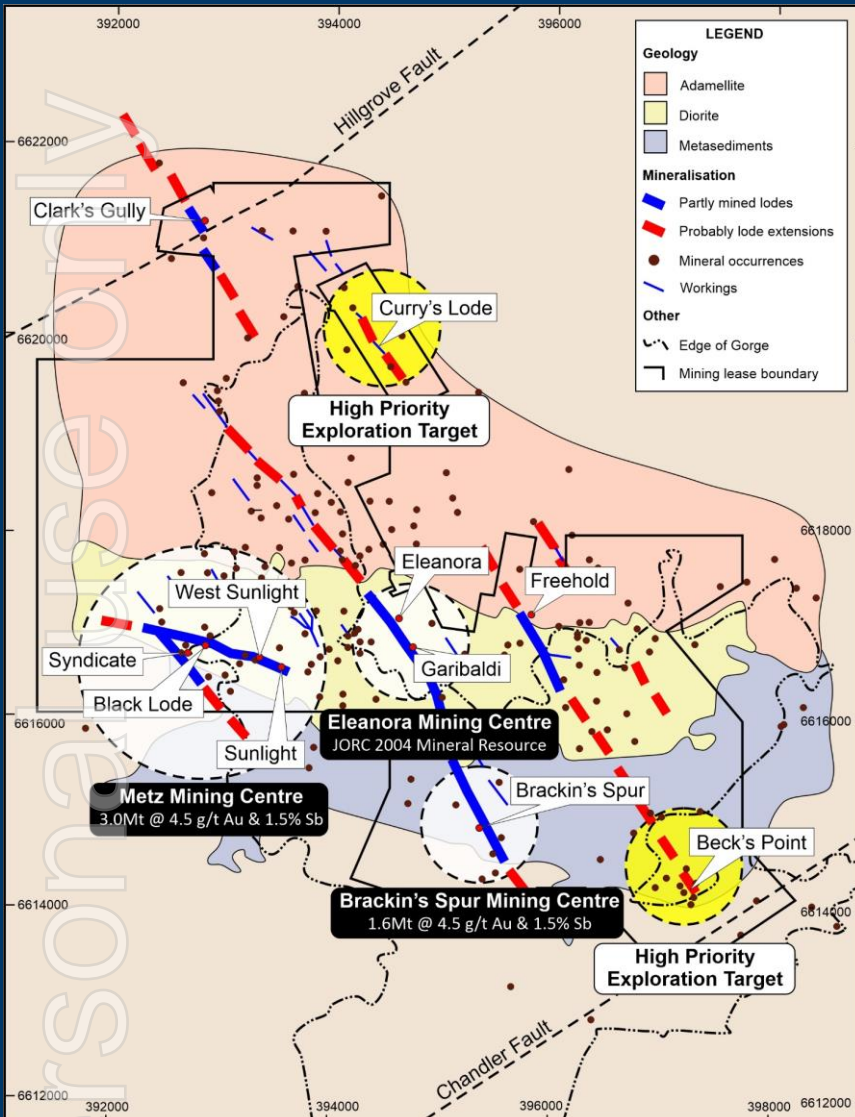 392000
394000
396000
LEGEND
Geology
Adamellite
Diorite
Metasediments
Mineralisation
Partly mined lodes
Probably lode extensions
Mineral occurrences
Workings
Other
Edge of Gorge
Mining lease boundary
Hillgrove Fault
6622000
Clark's Gully
6620000
Curry's Lode
High Priority
Exploration Target
6618000
Eleanora
West Sunlight
Freehold
Syndicate
Garibaldi
Black Lode
6616000
6616000
Sunlight
Eleanora Mining Centre
JORC 2004 Mineral Resource
Metz Mining Centre
3.0Mt @ 4.5 g/t Au & 1.5% Sb
Brackin's Spur
Beck's Point
Brackin's Spur Mining Centre
1.6Mt @ 4.5 g/t Au & 1.5% Sb
6614000
6614000
High Priority
Exploration Target
Chandler Fault
6612000
6612000
392000
394000
396000
398000
rsonal use only